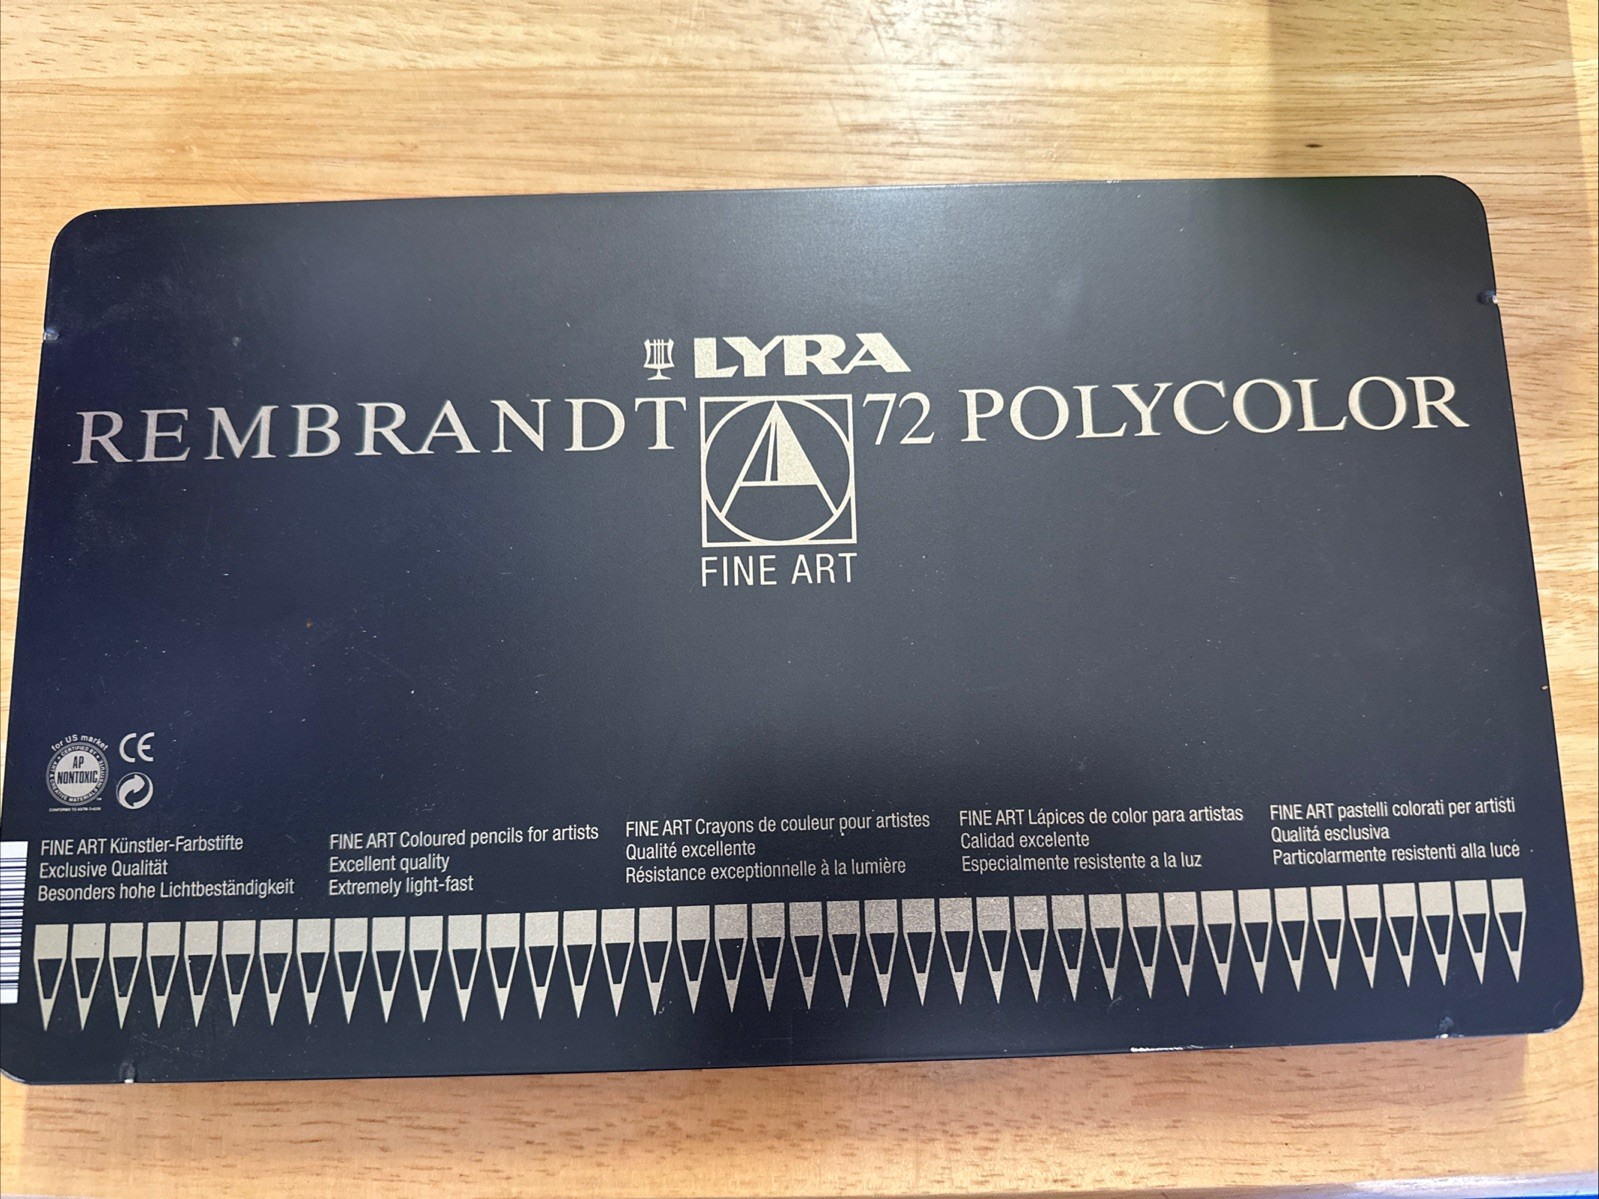 LYRA
REMBRANDT 72 POLYCOLOR
FINE ART
for US market
CERTIFIED BY
AP
NONTOXIC
CE
FINE ART Künstler-Farbstifte
Exclusive Qualität
Besonders hohe Lichtbeständigkeit
FINE ART Coloured pencils for artists
Excellent quality
Extremely light-fast
FINE ART Crayons de couleur pour artistes
Qualité excellente
Résistance exceptionnelle à la lumière
FINE ART Lápices de color para artistas
Calidad excelente
Especialmente resistente a la luz
FINE ART pastelli colorati per artisti
Qualitá esclusiva
Particolarmente resistenti alla luce